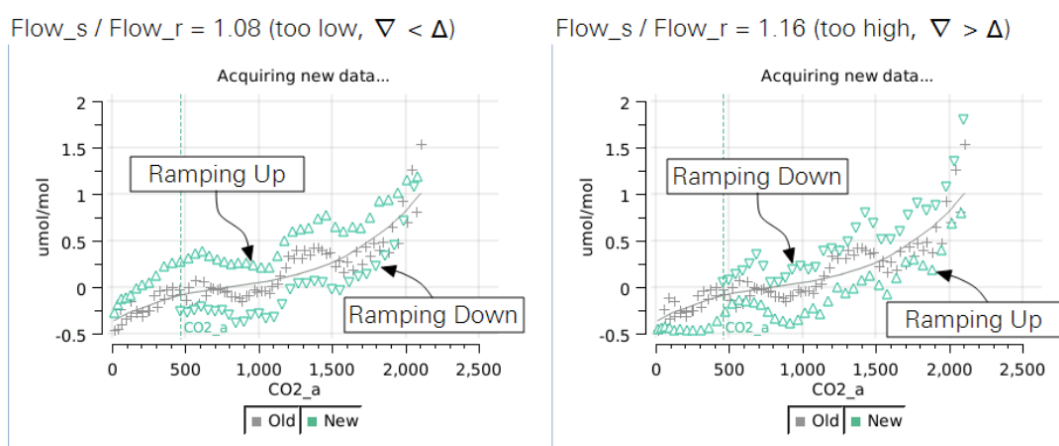 Flow_s / Flow_r = 1.08 (too low, ∇ < Δ)
Acquiring new data...
2
1.5
1
0.5
0
-0.5
umol/mol
Ramping Up
Ramping Down
CO2_a
0
500
1,000
1,500
2,000
2,500
CO2_a
Old
New
Flow_s / Flow_r = 1.16 (too high, ∇ > Δ)
Acquiring new data...
2
1.5
1
0.5
0
-0.5
umol/mol
Ramping Down
Ramping Up
CO2_a
0
500
1,000
1,500
2,000
2,500
CO2_a
Old
New